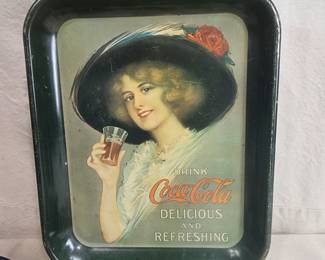 DRINK
Coca-Cola
DELICIOUS
AND
REFRESHING